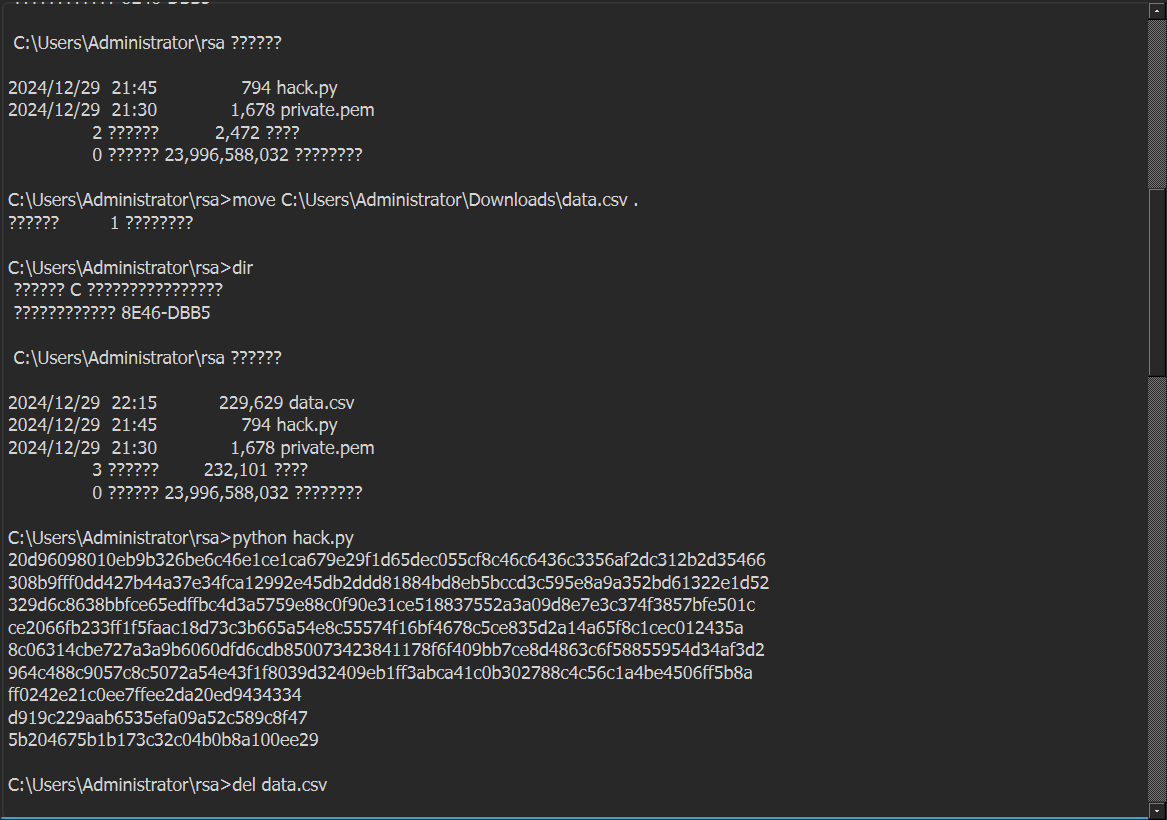 C:\Users\Administrator\rsa ??????
2024/12/29 21:45 794 hack.py
2024/12/29 21:30 1,678 private.pem
2 ?????? 2,472 ????
0 ?????? 23,996,588,032 ????????
C:\Users\Administrator\rsa>move C:\Users\Administrator\Downloads\data.csv .
?????? 1 ????????
C:\Users\Administrator\rsa>dir
?????? C ????????????????
???????????? 8E46-DBB5
C:\Users\Administrator\rsa ??????
2024/12/29 22:15 229,629 data.csv
2024/12/29 21:45 794 hack.py
2024/12/29 21:30 1,678 private.pem
3 ?????? 232,101 ????
0 ?????? 23,996,588,032 ????????
C:\Users\Administrator\rsa>python hack.py
20d96098010eb9b326be6c46e1ce1ca679e29f1d65dec055cf8c46c6436c3356af2dc312b2d35466
308b9fff0dd427b44a37e34fca12992e45db2ddd81884bd8eb5bccd3c595e8a9a352bd61322e1d52
329d6c8638bbfce65edffbc4d3a5759e88c0f90e31ce518837552a3a09d8e7e3c374f3857bfe501c
ce2066fb233ff1f5faac18d73c3b665a54e8c55574f16bf4678c5ce835d2a14a65f8c1cec012435a
8c06314cbe727a3a9b6060dfd6cdb850073423841178f6f409bb7ce8d4863c6f58855954d34af3d2
964c488c9057c8c5072a54e43f1f8039d32409eb1ff3abca41c0b302788c4c56c1a4be4506ff5b8a
ff0242e21c0ee7ffee2da20ed9434334
d919c229aab6535efa09a52c589c8f47
5b204675b1b173c32c04b0b8a100ee29
C:\Users\Administrator\rsa>del data.csv